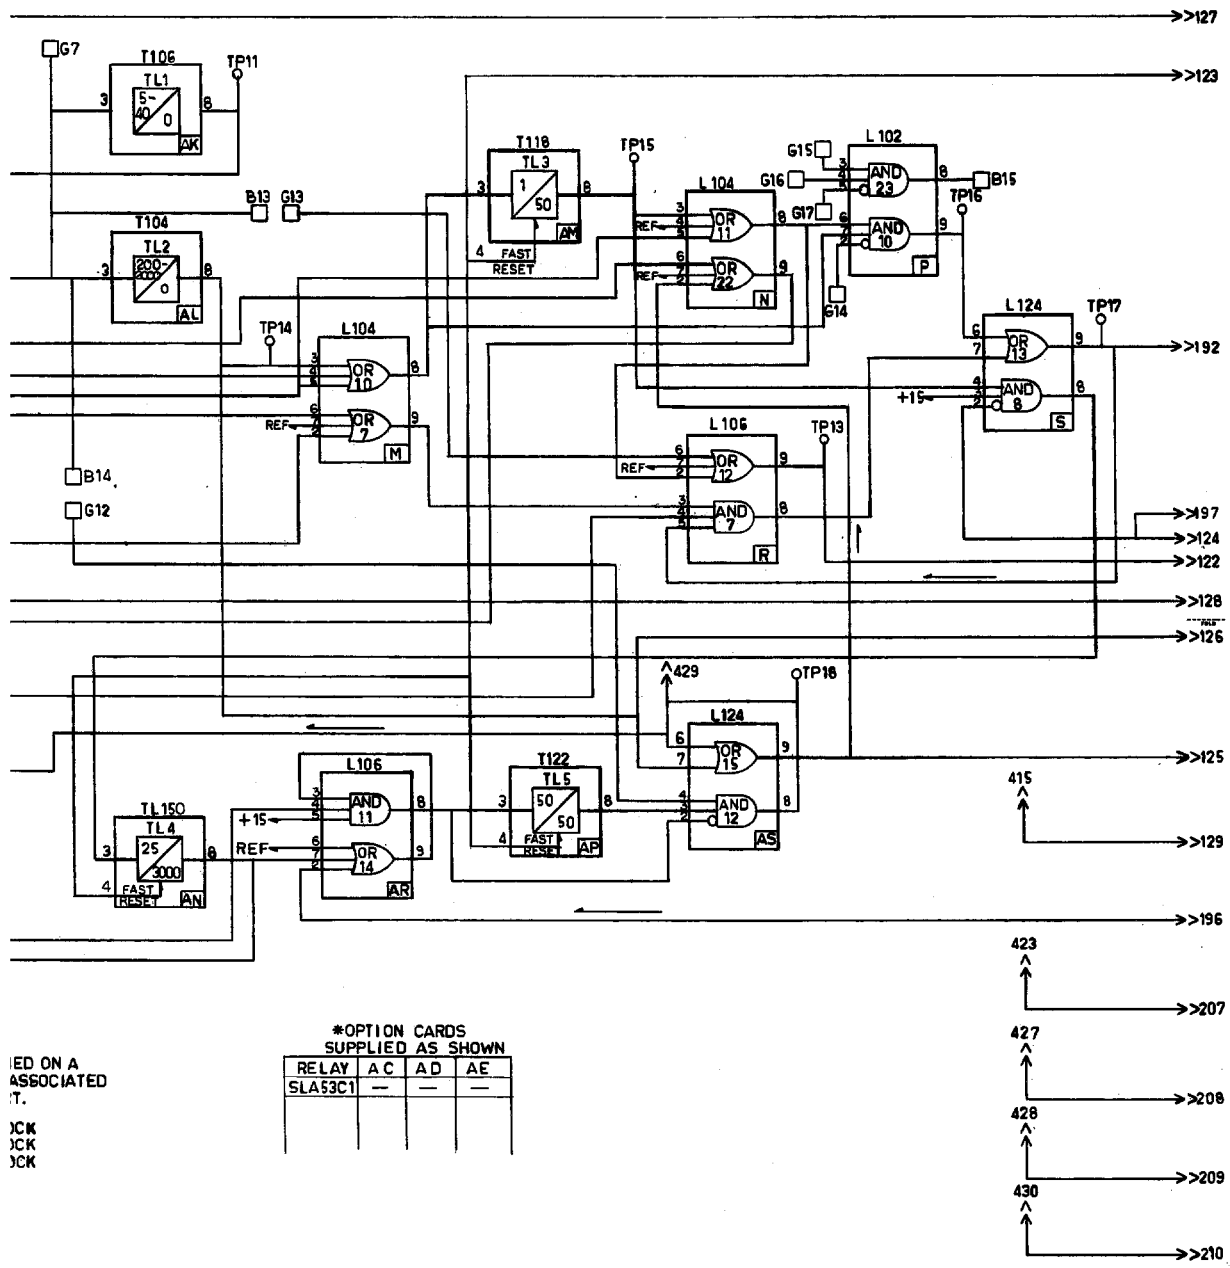 >>127
G7
T106
TP11
TL1
>>123
3
5-
40
0
8
AK
T118
TP15
L102
G15
3
4
5
AND
23
8
B15
TL3
3
1
50
8
G16
L104
G17
TP16
B13
G13
AM
4
FAST
RESET
3
4
5
REF
OR
11
8
6
7
2
AND
10
9
T104
TL2
3
200-
2000
0
8
AL
6
7
2
REF
OR
22
9
N
P
G14
L124
TP17
TP14
L104
3
4
5
OR
10
8
6
7
OR
13
9
>>192
6
7
2
REF
OR
7
9
M
4
3
2
+15
AND
8
8
S
L106
TP13
B14
6
7
2
REF
OR
12
9
G12
3
4
5
AND
7
8
R
>>197
>>124
>>122
>>128
FOLD
>>126
429
TP18
L124
6
7
OR
15
9
>>125
L106
T122
TL5
415
3
4
5
+15
AND
11
8
3
50
50
8
4
3
2
AND
12
8
AS
TL150
TL4
3
25
3000
8
REF
6
7
2
OR
14
9
AR
4
FAST
RESET
AP
>>129
4
FAST
RESET
AN
>>196
423
>>207
*OPTION CARDS
SUPPLIED AS SHOWN
RELAY AC AD AE
SLA53C1 — — —
IED ON A
ASSOCIATED
T.
OCK
OCK
OCK
427
>>208
428
>>209
430
>>210